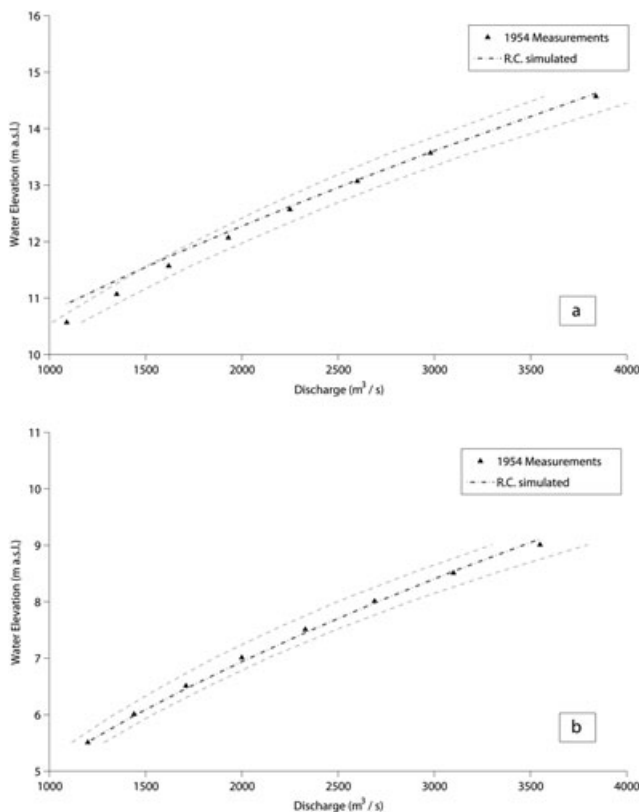 16
15
14
13
12
11
10
Water Elevation (m a.s.l.)
1954 Measurements
R.C. simulated
a
1000 1500 2000 2500 3000 3500 4000
Discharge (m³ / s)
11
10
9
8
7
6
5
Water Elevation (m a.s.l.)
1954 Measurements
R.C. simulated
b
1000 1500 2000 2500 3000 3500 4000
Discharge (m³ / s)